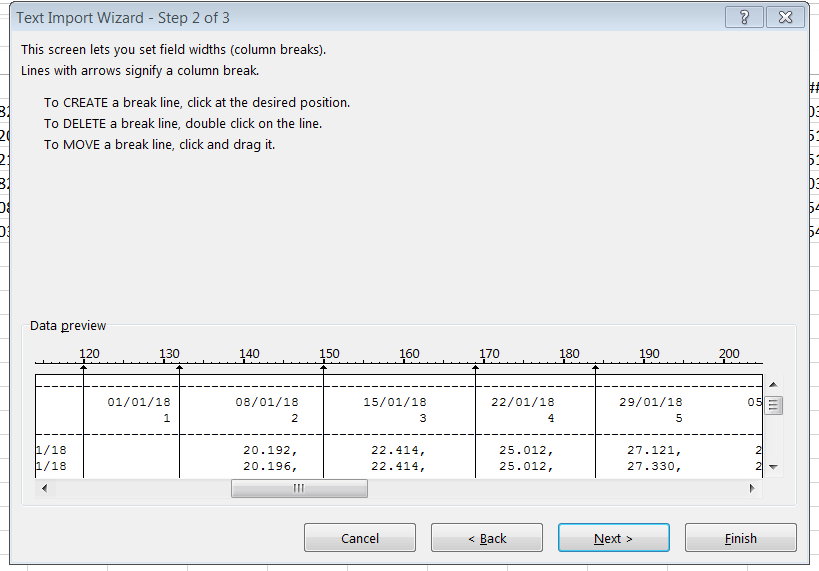 Text Import Wizard - Step 2 of 3
This screen lets you set field widths (column breaks).
Lines with arrows signify a column break.
To CREATE a break line, click at the desired position.
To DELETE a break line, double click on the line.
To MOVE a break line, click and drag it.
Data preview
120 130 140 150 160 170 180 190 200
01/01/18 08/01/18 15/01/18 22/01/18 29/01/18 05
1 2 3 4 5
1/18 20.192, 22.414, 25.012, 27.121, 2
1/18 20.196, 22.414, 25.012, 27.330, 2
Cancel < Back Next > Finish